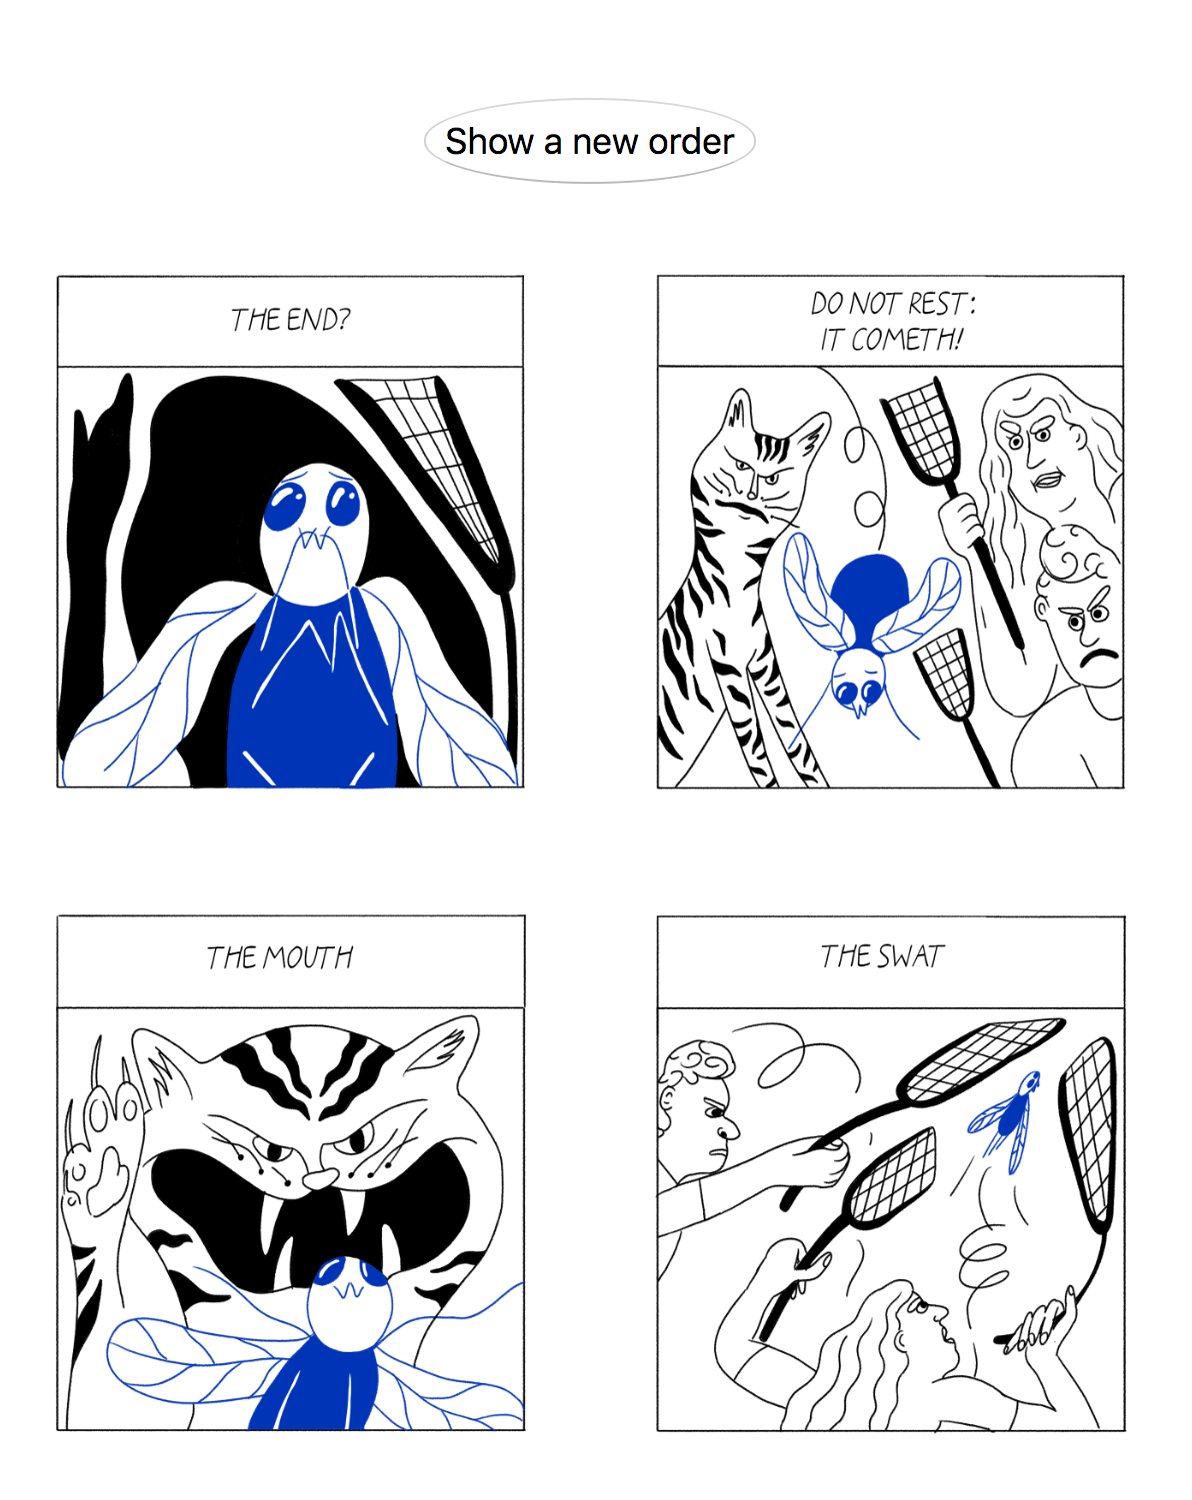 Show a new order
THE END?
DO NOT REST:
IT COMETH!
THE MOUTH
THE SWAT